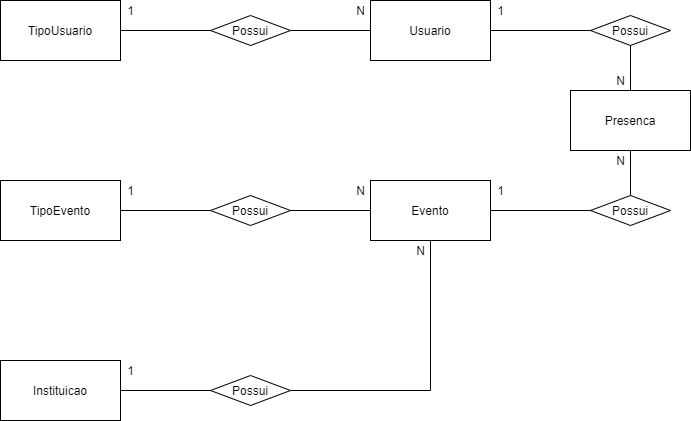 1 N 1
TipoUsuario Possui Usuario Possui
N
Presenca
N
1 N 1
TipoEvento Possui Evento Possui
N
1
Instituicao Possui